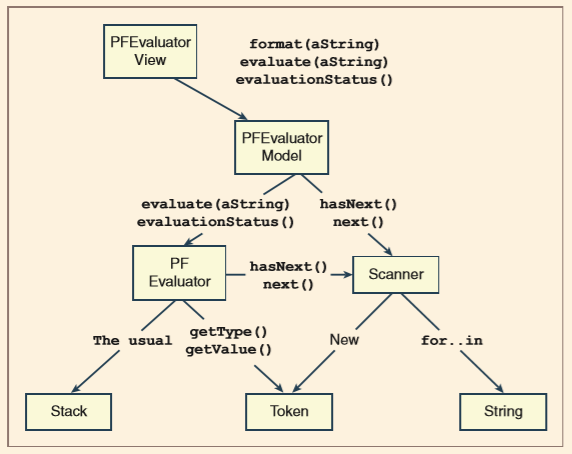 PFEvaluator
View
format(aString)
evaluate(aString)
evaluationStatus()
PFEvaluator
Model
evaluate(aString)
evaluationStatus()
hasNext()
next()
PF
Evaluator
hasNext()
next()
Scanner
The usual
getType()
getValue()
New
for..in
Stack
Token
String